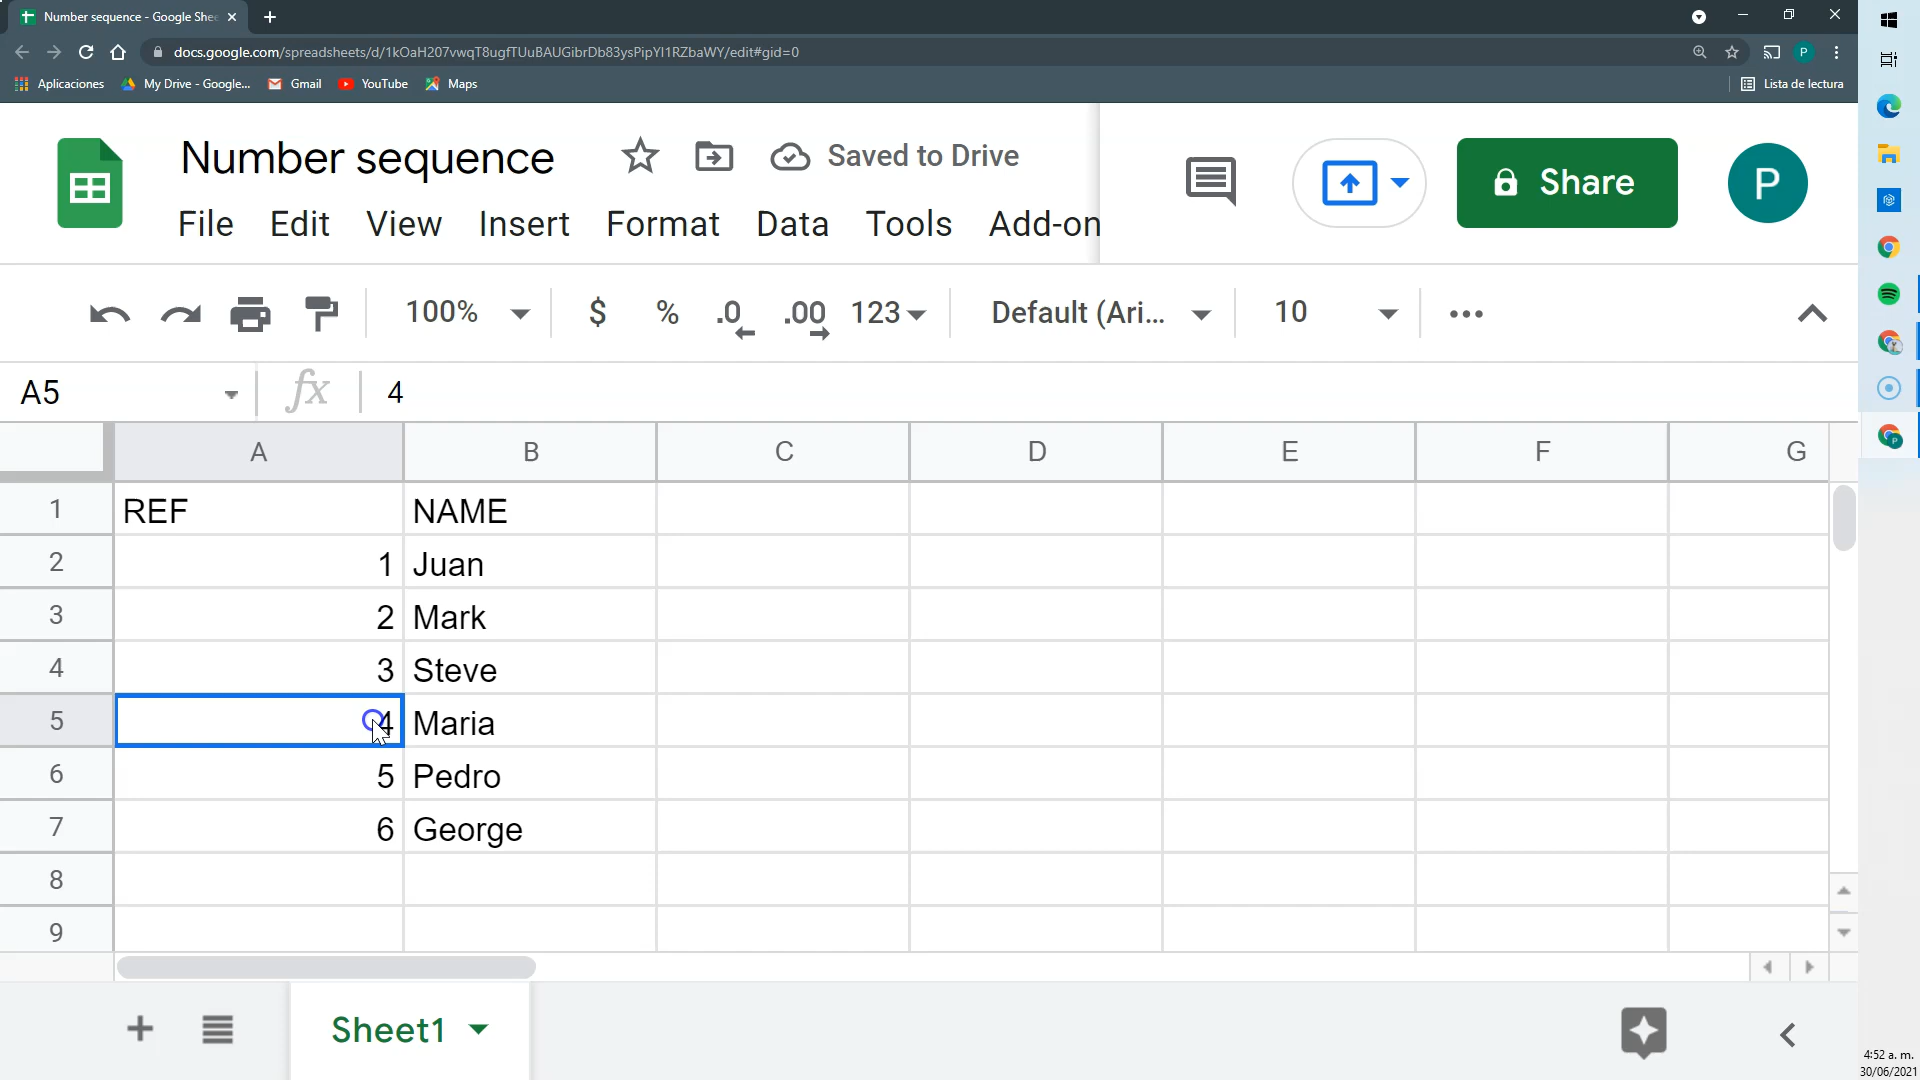 Number sequence - Google Shee
docs.google.com/spreadsheets/d/1kOaH207vwqT8ugfTUuBAUGibrDb83ysPipYl1RZbaWY/edit#gid=0
P
Aplicaciones My Drive - Google... Gmail YouTube Maps Lista de lectura
Number sequence Saved to Drive
Share P
File Edit View Insert Format Data Tools Add-on
100% $ % .0 .00 123 Default (Ari... 10
A5 fx 4
A B C D E F G
1 REF NAME
2 1 Juan
3 2 Mark
4 3 Steve
5 4 Maria
6 5 Pedro
7 6 George
8
9
Sheet1
4:52 a. m.
30/06/2021